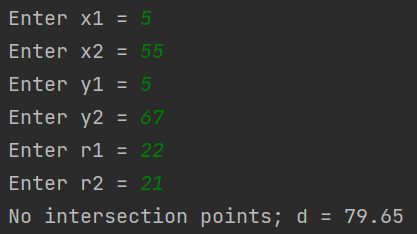 Enter x1 = 5
Enter x2 = 55
Enter y1 = 5
Enter y2 = 67
Enter r1 = 22
Enter r2 = 21
No intersection points; d = 79.65